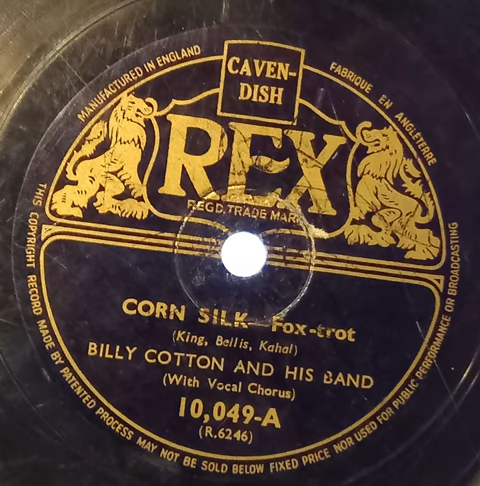 MANUFACTURED IN ENGLAND
CAVEN-
DISH
FABRIQUE EN ANGLETERRE
REX
REGD. TRADE MARK
CORN SILK—Fox-trot
(King, Bellis, Kahal)
BILLY COTTON AND HIS BAND
(With Vocal Chorus)
10,049-A
(R.6246)
THIS COPYRIGHT RECORD MADE BY PATENTED PROCESS MAY NOT BE SOLD BELOW FIXED PRICE NOR USED FOR PUBLIC PERFORMANCE OR BROADCASTING